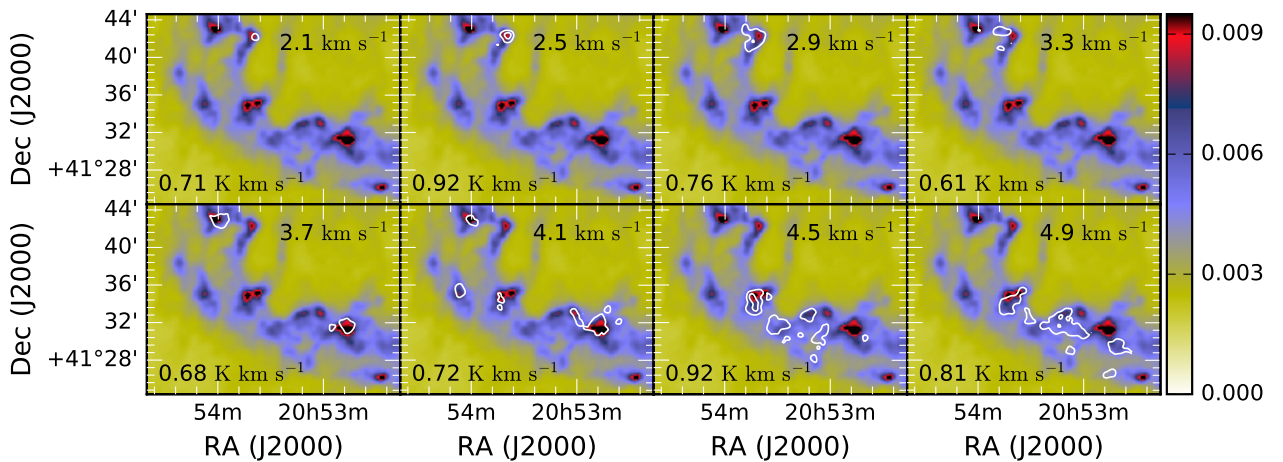 44'
40'
36'
32'
+41°28'
Dec (J2000)
2.1 km s⁻¹
0.71 K km s⁻¹
2.5 km s⁻¹
0.92 K km s⁻¹
2.9 km s⁻¹
0.76 K km s⁻¹
3.3 km s⁻¹
0.61 K km s⁻¹
44'
40'
36'
32'
+41°28'
Dec (J2000)
3.7 km s⁻¹
0.68 K km s⁻¹
4.1 km s⁻¹
0.72 K km s⁻¹
4.5 km s⁻¹
0.92 K km s⁻¹
4.9 km s⁻¹
0.81 K km s⁻¹
54m 20h53m
54m 20h53m
54m 20h53m
54m 20h53m
RA (J2000)
RA (J2000)
RA (J2000)
RA (J2000)
0.009
0.006
0.003
0.000